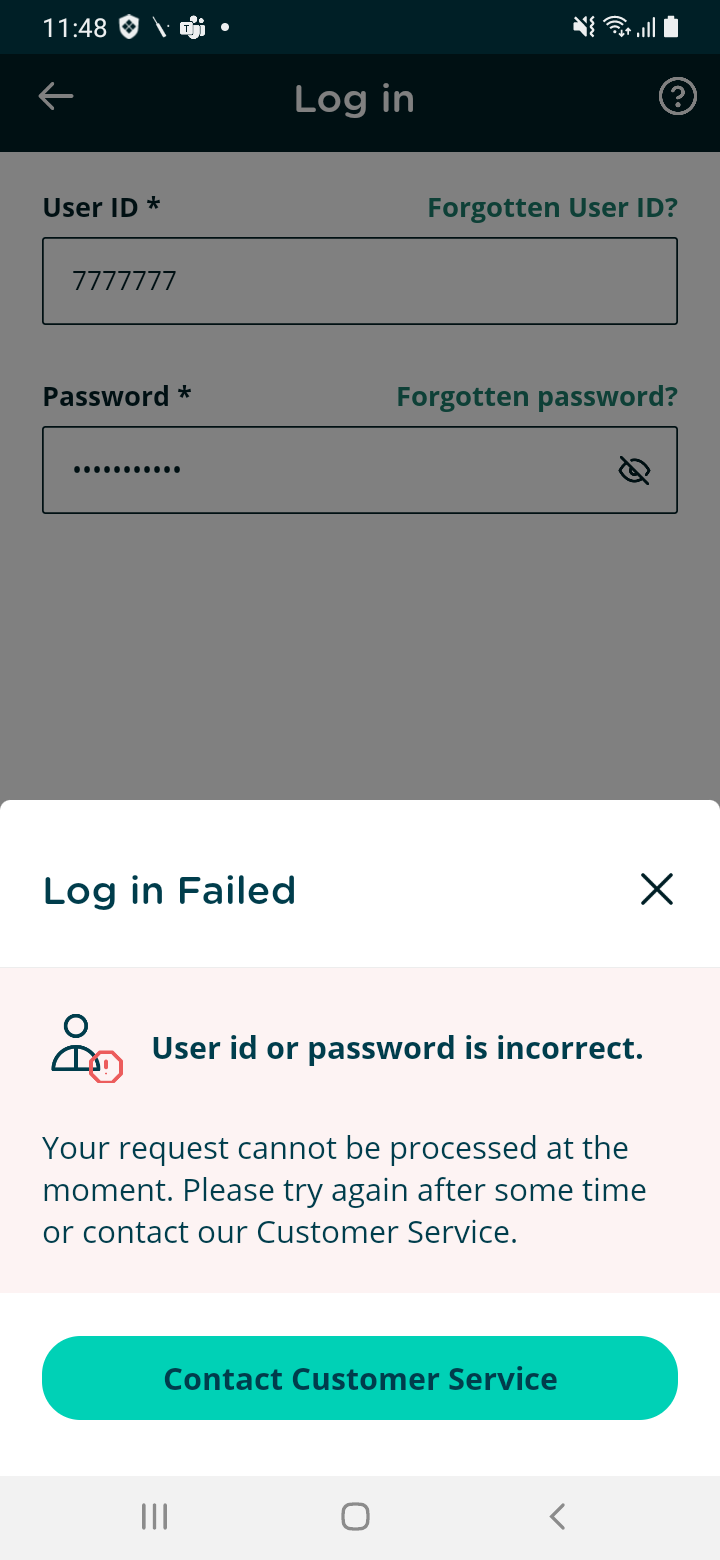 11:48
Log in
User ID *
Forgotten User ID?
7777777
Password *
Forgotten password?
•••••••••••
Log in Failed
User id or password is incorrect.
Your request cannot be processed at the
moment. Please try again after some time
or contact our Customer Service.
Contact Customer Service